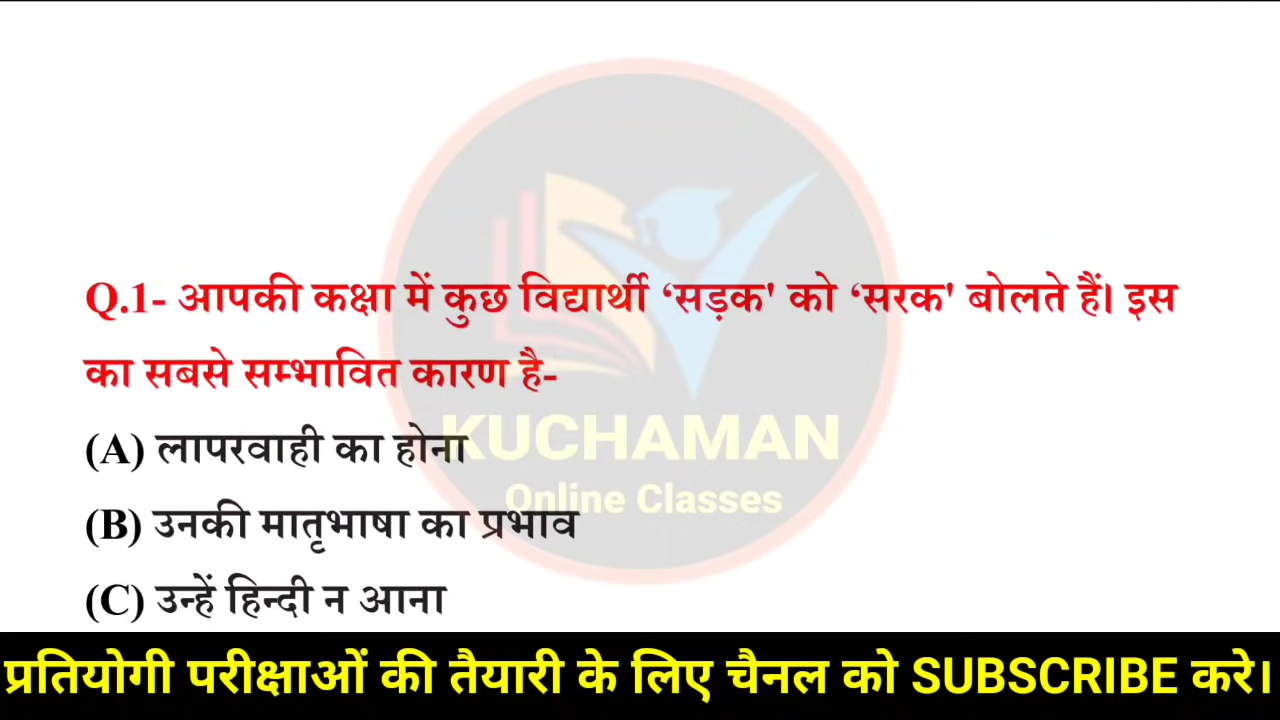 Q.1- आपकी कक्षा में कुछ विद्यार्थी ‘सड़क' को ‘सरक' बोलते हैं। इस
का सबसे सम्भावित कारण है-
(A) लापरवाही का होना
(B) उनकी मातृभाषा का प्रभाव
(C) उन्हें हिन्दी न आना
KUCHAMAN
Online Classes
प्रतियोगी परीक्षाओं की तैयारी के लिए चैनल को SUBSCRIBE करे।